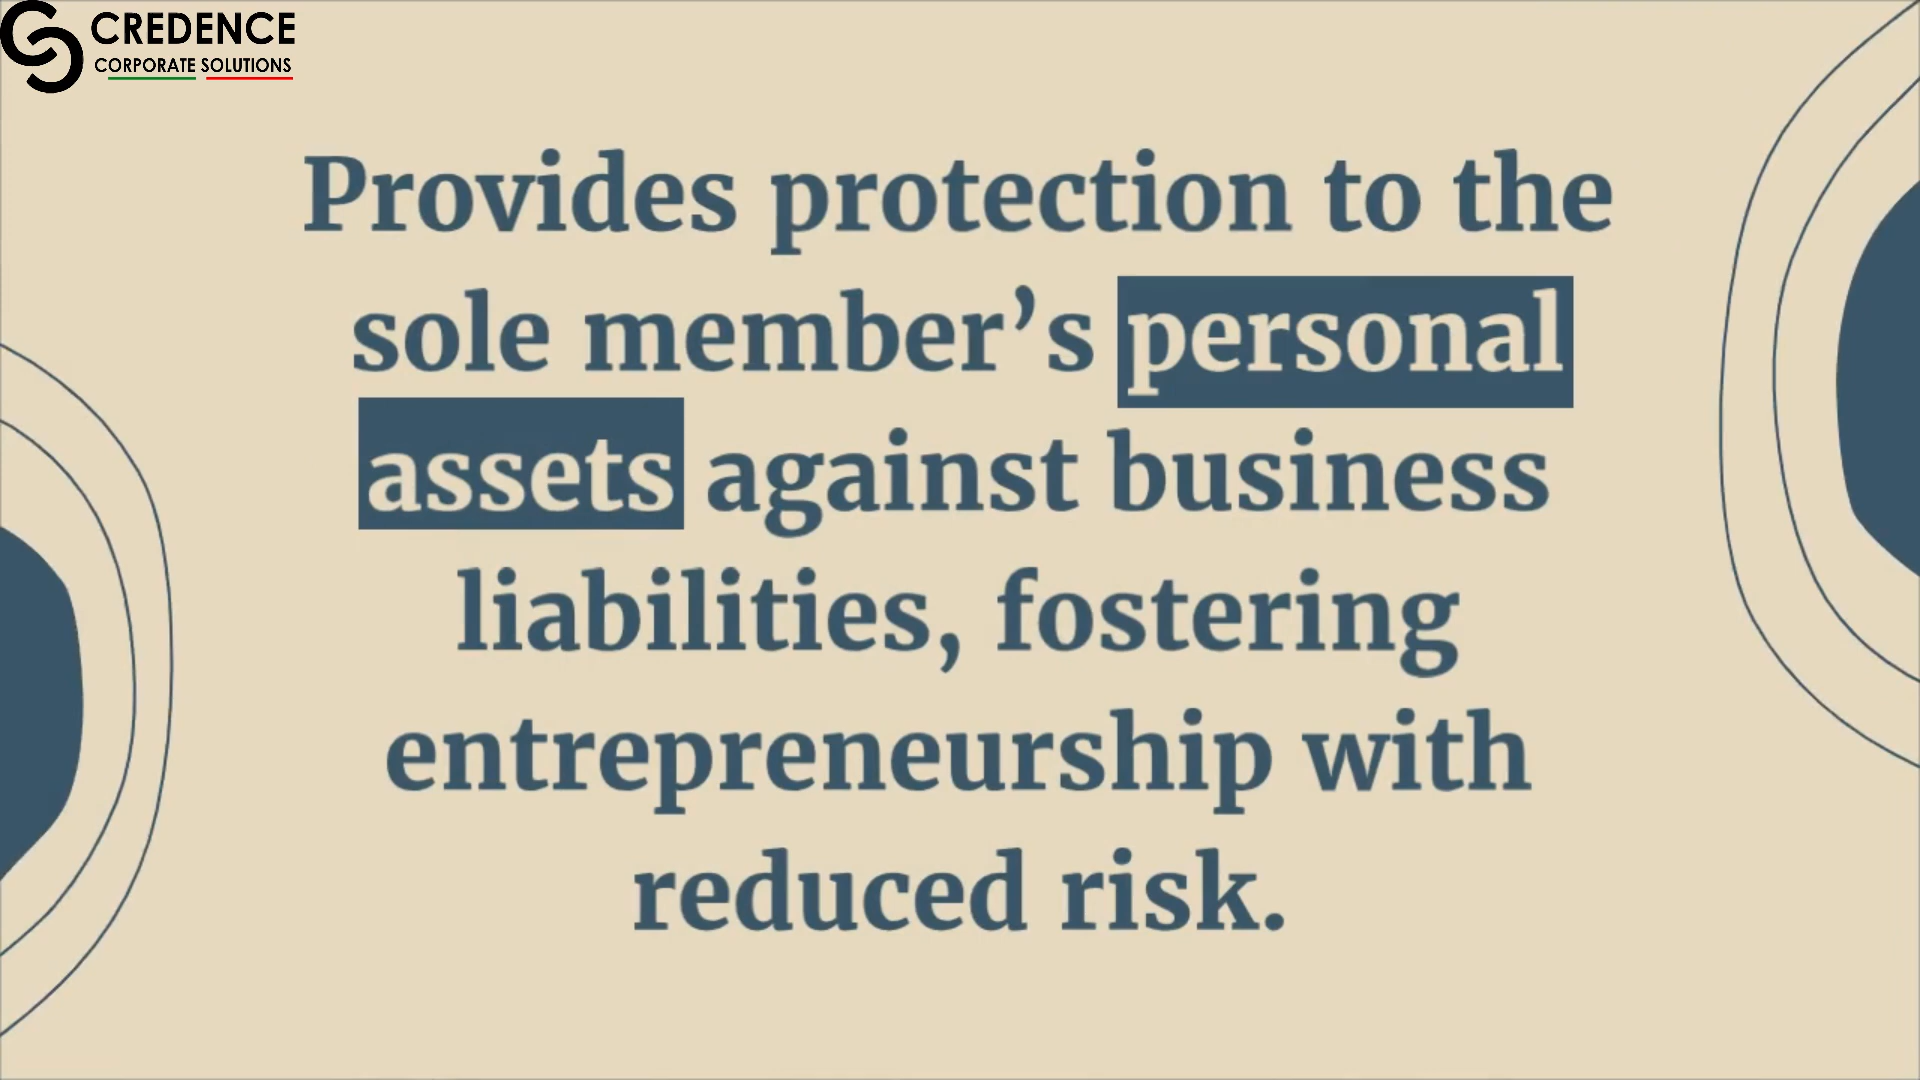 CREDENCE
CORPORATE SOLUTIONS
Provides protection to the
sole member’s personal
assets against business
liabilities, fostering
entrepreneurship with
reduced risk.